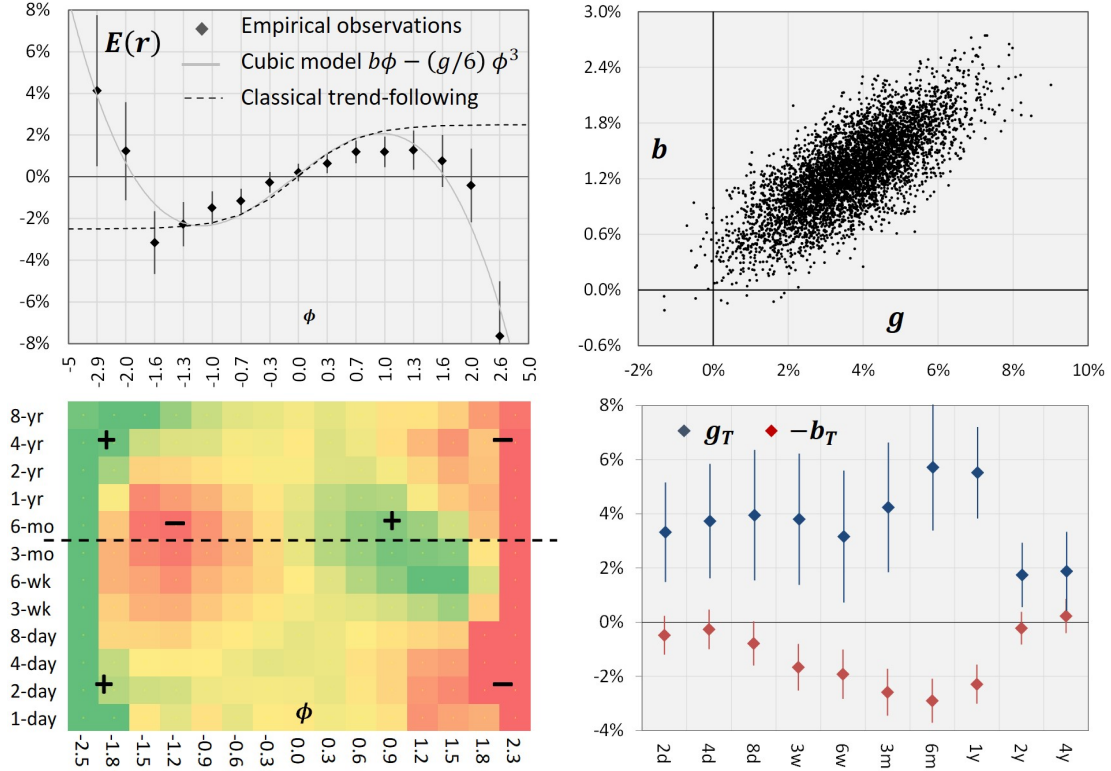 8%
6%
4%
2%
0%
-2%
-4%
-6%
-8%
E(r)
Empirical observations
Cubic model bϕ − (g/6) ϕ³
Classical trend-following
ϕ
-5 -2.9 -2.0 -1.6 -1.3 -1.0 -0.7 -0.3 0.0 0.3 0.7 1.0 1.3 1.6 2.0 2.6 5.0
3.0%
2.4%
1.8%
1.2%
0.6%
0.0%
-0.6%
b
g
-2% 0% 2% 4% 6% 8% 10%
8-yr
4-yr + −
2-yr
1-yr
6-mo − +
3-mo
6-wk
3-wk
8-day
4-day
2-day + −
1-day
ϕ
-2.5 -1.8 -1.5 -1.2 -0.9 -0.6 -0.3 0.0 0.3 0.6 0.9 1.2 1.5 1.8 2.3
8%
6%
4%
2%
0%
-2%
-4%
g_T −b_T
2d 4d 8d 3w 6w 3m 6m 1y 2y 4y